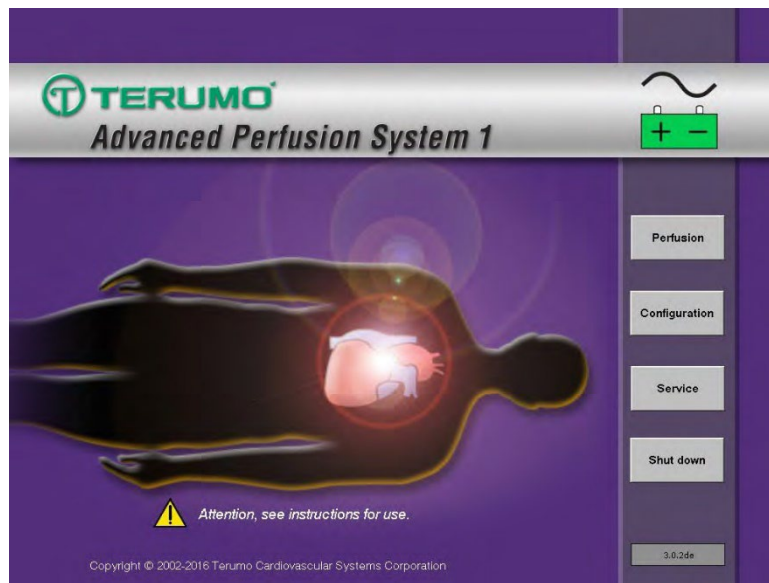 TERUMO
Advanced Perfusion System 1
+ -
Perfusion
Configuration
Service
Shut down
Attention, see instructions for use.
Copyright © 2002-2016 Terumo Cardiovascular Systems Corporation
3.0.2de